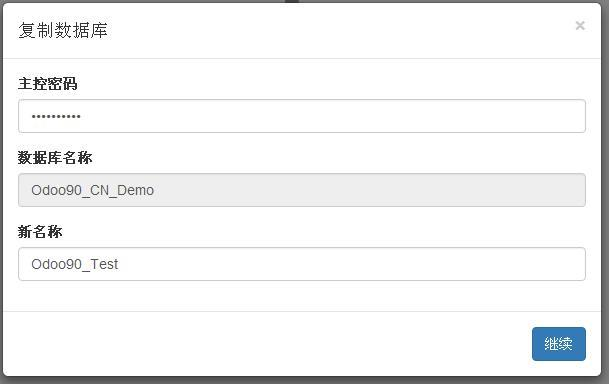 复制数据库
×
主控密码
••••••••••
数据库名称
Odoo90_CN_Demo
新名称
Odoo90_Test
继续